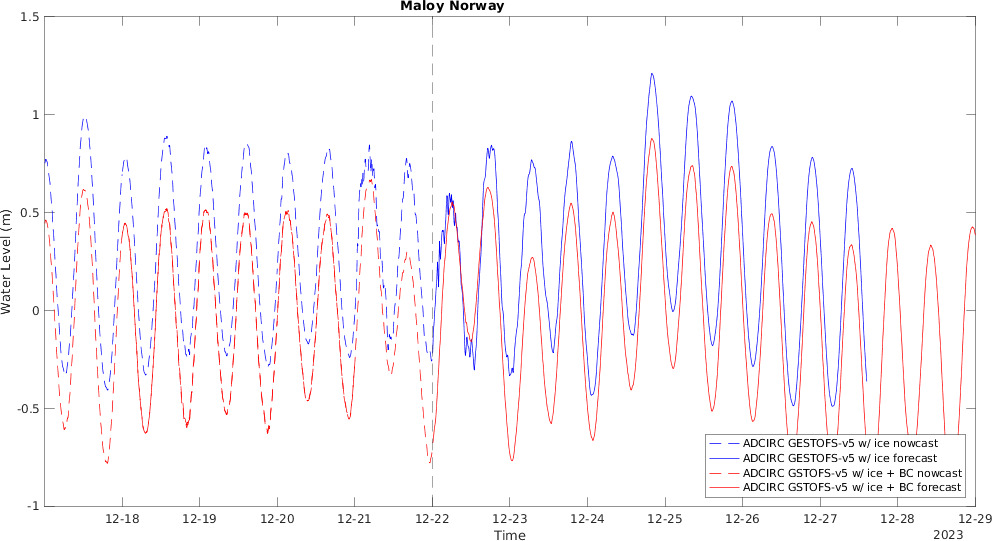 Maloy Norway
1.5
1
0.5
0
-0.5
-1
Water Level (m)
12-18 12-19 12-20 12-21 12-22 12-23 12-24 12-25 12-26 12-27 12-28 12-29
2023
Time
ADCIRC GESTOFS-v5 w/ ice nowcast
ADCIRC GESTOFS-v5 w/ ice forecast
ADCIRC GSTOFS-v5 w/ ice + BC nowcast
ADCIRC GSTOFS-v5 w/ ice + BC forecast